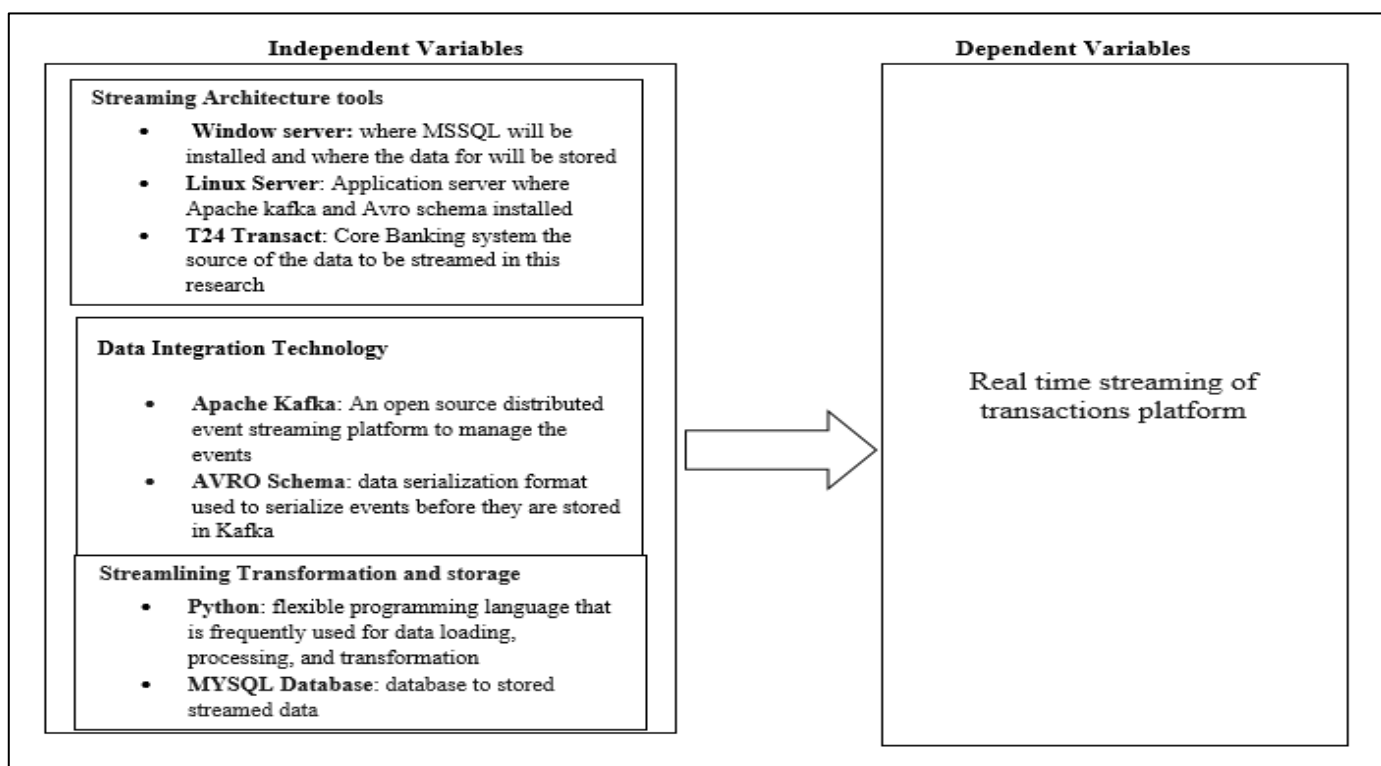 Independent Variables
Streaming Architecture tools
• Window server: where MSSQL will be
installed and where the data for will be stored
• Linux Server: Application server where
Apache kafka and Avro schema installed
• T24 Transact: Core Banking system the
source of the data to be streamed in this
research
Data Integration Technology
• Apache Kafka: An open source distributed
event streaming platform to manage the
events
• AVRO Schema: data serialization format
used to serialize events before they are stored
in Kafka
Streamlining Transformation and storage
• Python: flexible programming language that
is frequently used for data loading,
processing, and transformation
• MYSQL Database: database to stored
streamed data
Dependent Variables
Real time streaming of
transactions platform